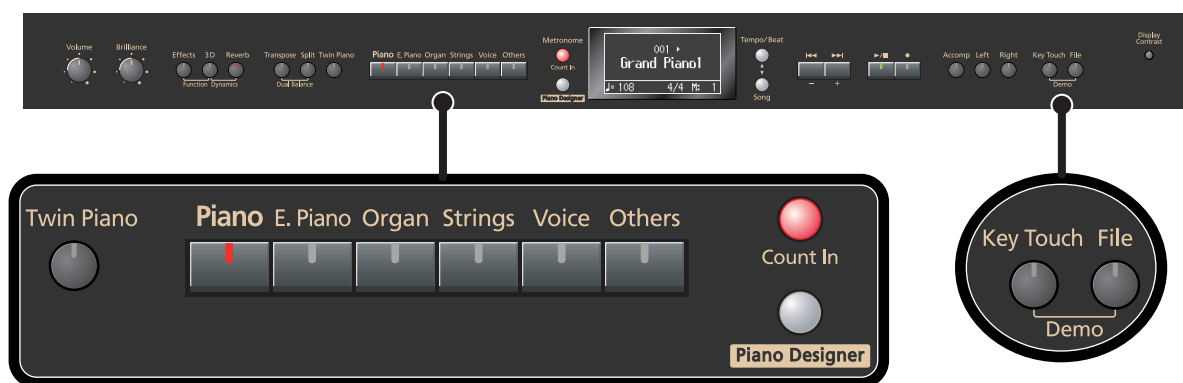 Volume Brilliance
Effects 3D Reverb
Function Dynamics
Transpose Split Twin Piano
Dual Balance
Piano E. Piano Organ Strings Voice Others
Metronome
Count In
Piano Designer
001
Grand Piano1
♩= 108 4/4 M: 1
Tempo/Beat
Song
− +
Accomp Left Right
Key Touch File
Demo
Display
Contrast
Twin Piano
Piano E. Piano Organ Strings Voice Others
Count In
Piano Designer
Key Touch File
Demo